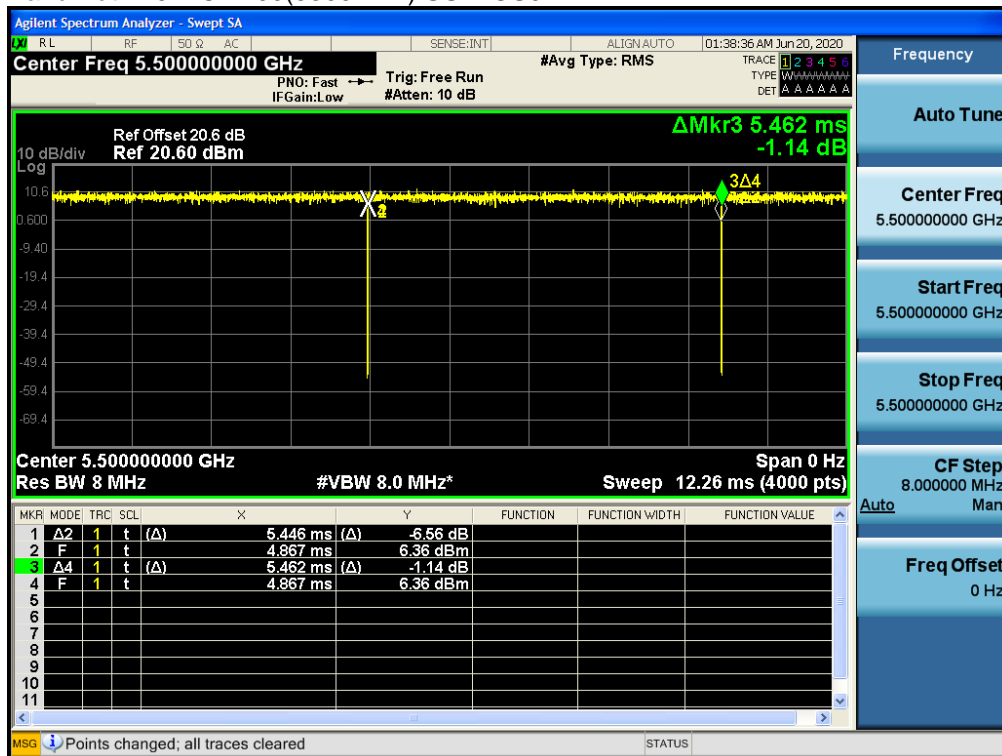 Agilent Spectrum Analyzer - Swept SA
LXI RL RF 50 Ω AC SENSE:INT ALIGN AUTO 01:38:36 AM Jun 20, 2020
Center Freq 5.500000000 GHz
PNO: Fast
IFGain:Low
Trig: Free Run
#Atten: 10 dB
#Avg Type: RMS
TRACE 1 2 3 4 5 6
TYPE
DET A A A A A A
Frequency
Auto Tune
Center Freq
5.500000000 GHz
Start Freq
5.500000000 GHz
Stop Freq
5.500000000 GHz
CF Step
8.000000 MHz
Auto Man
Freq Offset
0 Hz
ΔMkr3 5.462 ms
-1.14 dB
Ref Offset 20.6 dB
10 dB/div Ref 20.60 dBm
Log
10.6
0.600
-9.40
-19.4
-29.4
-39.4
-49.4
-59.4
-69.4
3Δ4
Center 5.500000000 GHz Span 0 Hz
Res BW 8 MHz #VBW 8.0 MHz* Sweep 12.26 ms (4000 pts)
MKR MODE TRC SCL X Y FUNCTION FUNCTION WIDTH FUNCTION VALUE
1 Δ2 1 t (Δ) 5.446 ms (Δ) -6.56 dB
2 F 1 t 4.867 ms 6.36 dBm
3 Δ4 1 t (Δ) 5.462 ms (Δ) -1.14 dB
4 F 1 t 4.867 ms 6.36 dBm
5
6
7
8
9
10
11
MSG Points changed; all traces cleared STATUS